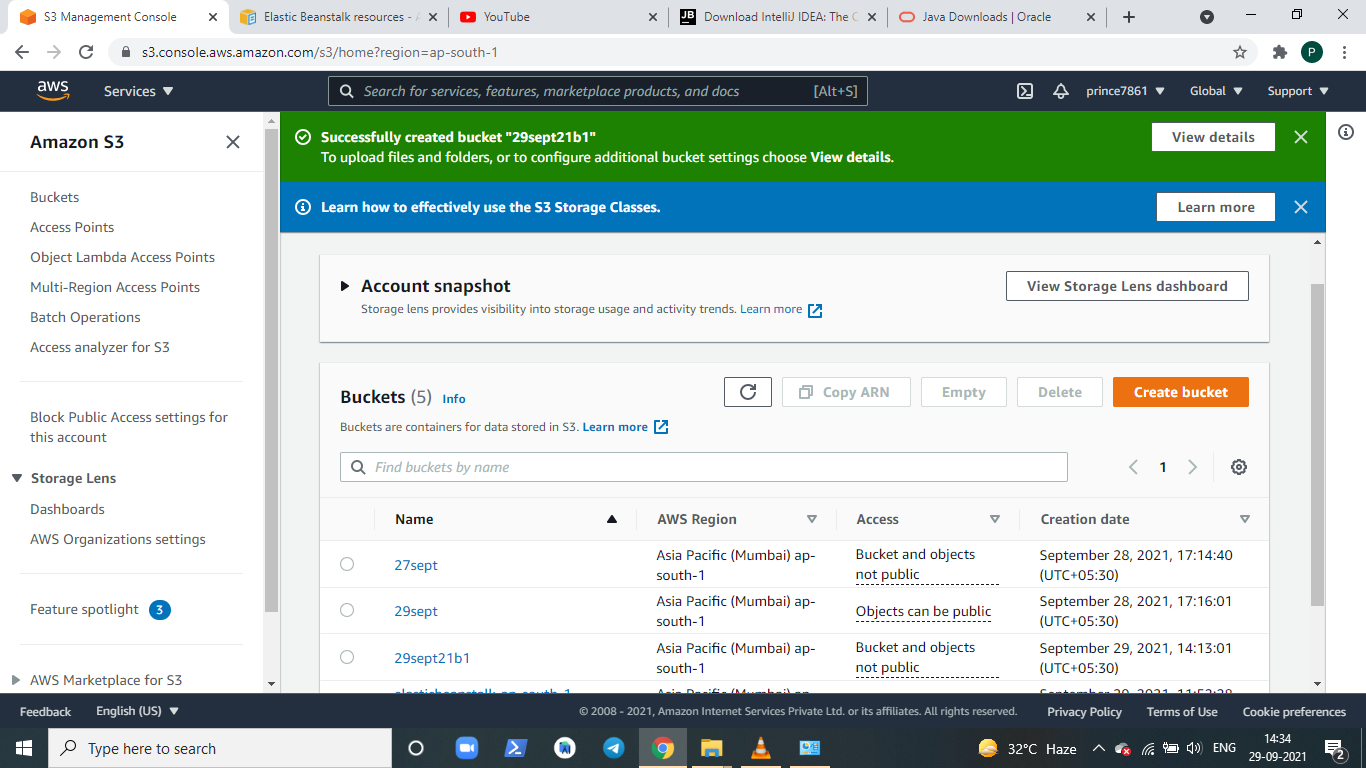 S3 Management Console
Elastic Beanstalk resources - A
YouTube
Download IntelliJ IDEA: The C
Java Downloads | Oracle
s3.console.aws.amazon.com/s3/home?region=ap-south-1
P
aws
Services
Search for services, features, marketplace products, and docs
[Alt+S]
prince7861
Global
Support
Amazon S3
Buckets
Access Points
Object Lambda Access Points
Multi-Region Access Points
Batch Operations
Access analyzer for S3
Block Public Access settings for
this account
Storage Lens
Dashboards
AWS Organizations settings
Feature spotlight 3
AWS Marketplace for S3
Successfully created bucket "29sept21b1"
To upload files and folders, or to configure additional bucket settings choose View details.
View details
Learn how to effectively use the S3 Storage Classes.
Learn more
Account snapshot
Storage lens provides visibility into storage usage and activity trends. Learn more
View Storage Lens dashboard
Buckets (5) Info
Copy ARN
Empty
Delete
Create bucket
Buckets are containers for data stored in S3. Learn more
Find buckets by name
1
Name
AWS Region
Access
Creation date
27sept
Asia Pacific (Mumbai) ap-
south-1
Bucket and objects
not public
September 28, 2021, 17:14:40
(UTC+05:30)
29sept
Asia Pacific (Mumbai) ap-
south-1
Objects can be public
September 28, 2021, 17:16:01
(UTC+05:30)
29sept21b1
Asia Pacific (Mumbai) ap-
south-1
Bucket and objects
not public
September 29, 2021, 14:13:01
(UTC+05:30)
Feedback
English (US)
© 2008 - 2021, Amazon Internet Services Private Ltd. or its affiliates. All rights reserved.
Privacy Policy
Terms of Use
Cookie preferences
Type here to search
32°C Haze
ENG
14:34
29-09-2021
2